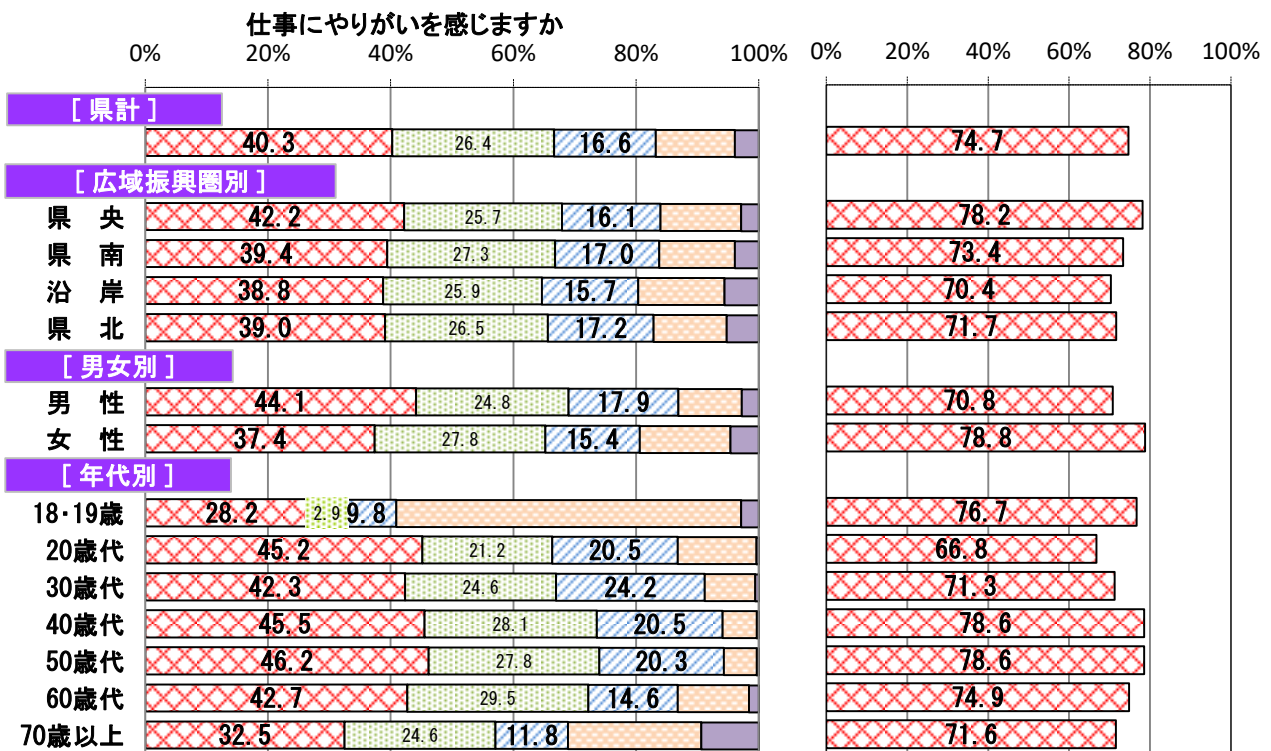 仕事にやりがいを感じますか
0% 20% 40% 60% 80% 100% 0% 20% 40% 60% 80% 100%
[ 県計 ]
40.3 26.4 16.6 74.7
[ 広域振興圏別 ]
県 央 42.2 25.7 16.1 78.2
県 南 39.4 27.3 17.0 73.4
沿 岸 38.8 25.9 15.7 70.4
県 北 39.0 26.5 17.2 71.7
[ 男女別 ]
男 性 44.1 24.8 17.9 70.8
女 性 37.4 27.8 15.4 78.8
[ 年代別 ]
18・19歳 28.2 2.9 9.8 76.7
20歳代 45.2 21.2 20.5 66.8
30歳代 42.3 24.6 24.2 71.3
40歳代 45.5 28.1 20.5 78.6
50歳代 46.2 27.8 20.3 78.6
60歳代 42.7 29.5 14.6 74.9
70歳以上 32.5 24.6 11.8 71.6